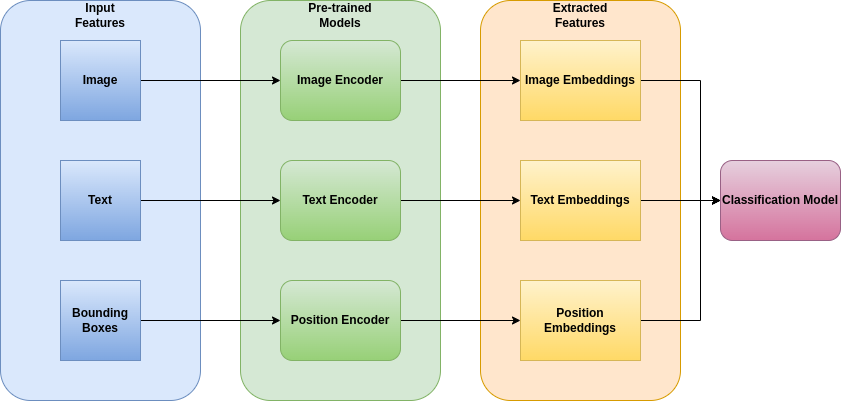 Input
Features
Pre-trained
Models
Extracted
Features
Image
Image Encoder
Image Embeddings
Text
Text Encoder
Text Embeddings
Classification Model
Bounding
Boxes
Position Encoder
Position
Embeddings